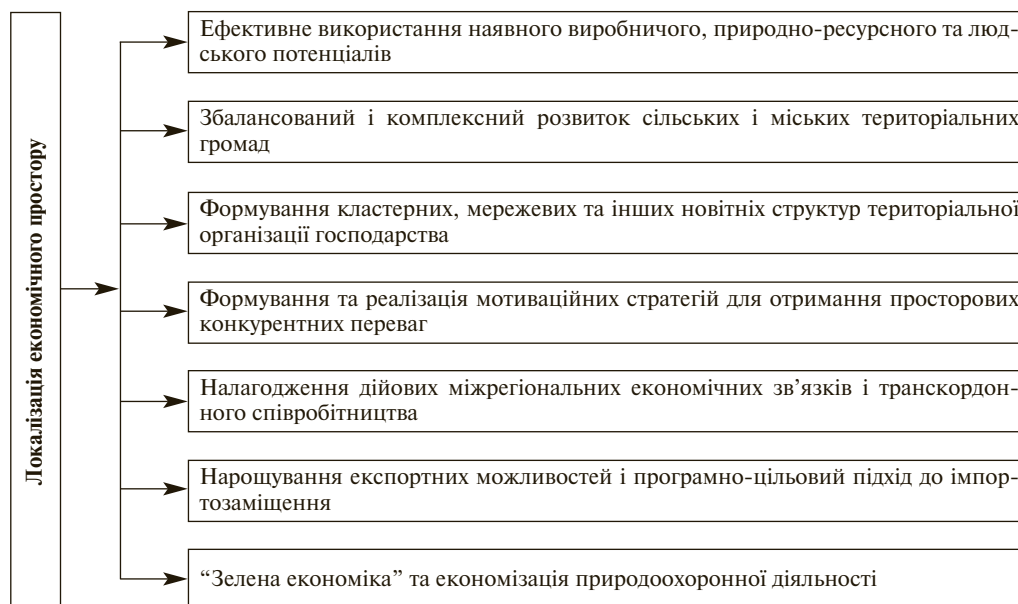 Локалізація економічного простору
Ефективне використання наявного виробничого, природно-ресурсного та люд-
ського потенціалів
Збалансований і комплексний розвиток сільських і міських територіальних
громад
Формування кластерних, мережевих та інших новітніх структур територіальної
організації господарства
Формування та реалізація мотиваційних стратегій для отримання просторових
конкурентних переваг
Налагодження дійових міжрегіональних економічних зв'язків і транскордон-
ного співробітництва
Нарощування експортних можливостей і програмно-цільовий підхід до імпор-
тозаміщення
“Зелена економіка” та економізація природоохоронної діяльності